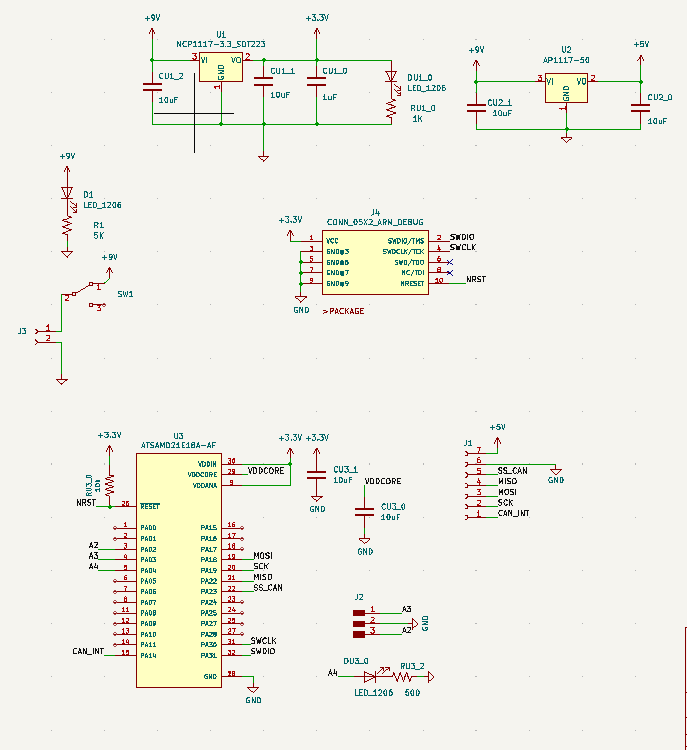 +9V
U1
NCP1117-3.3_SOT223
+3.3V
3 VI VO 2
GND
1
CU1_2
10uF
CU1_1
10uF
CU1_0
1uF
DU1_0
LED_1206
RU1_0
1K
+9V
U2
AP1117-50
+5V
3 VI VO 2
GND
1
CU2_1
10uF
CU2_0
10uF
+9V
D1
LED_1206
R1
5K
+9V
1
2
3
SW1
J3
1
2
J4
CONN_05X2_ARM_DEBUG
+3.3V
1 VCC SWDIO/TMS 2 SWDIO
3 GND@3 SWDCLK/TCK 4 SWCLK
5 GND@5 SWO/TDO 6
7 GND@7 NC/TDI 8
9 GND@9 NRESET 10 NRST
GND
>PACKAGE
U3
ATSAMD21E18A-AF
+3.3V
RU3_0
10k
NRST
26 RESET
VDDIN 30
VDDCORE 29 VDDCORE
VDDANA 9
1 PA00 PA15 16
2 PA01 PA16 17
A2 3 PA02 PA17 18
A3 4 PA03 PA18 19 MOSI
A4 5 PA04 PA19 20 SCK
6 PA05 PA22 21 MISO
7 PA06 PA23 22 SS_CAN
8 PA07 PA24 23
11 PA08 PA25 24
12 PA09 PA27 25
13 PA10 PA28 27
14 PA11 PA30 31 SWCLK
CAN_INT 15 PA14 PA31 32 SWDIO
GND 28
GND
+3.3V +3.3V
CU3_1
10uF
GND
VDDCORE
CU3_0
10uF
GND
+5V
J1
7
6
5 SS_CAN
4 MISO
3 MOSI
2 SCK
1 CAN_INT
GND
J2
1 A3
2 GND
3 A2
A4
DU3_0
LED_1206
RU3_2
500